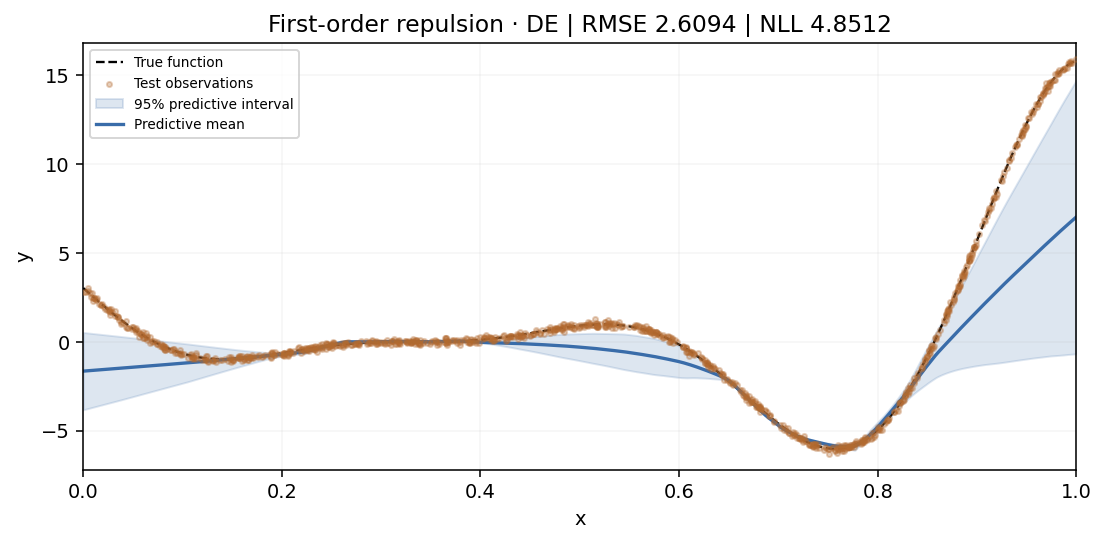 First-order repulsion · DE | RMSE 2.6094 | NLL 4.8512
True function
Test observations
95% predictive interval
Predictive mean
15
10
5
0
−5
y
0.0 0.2 0.4 0.6 0.8 1.0
x